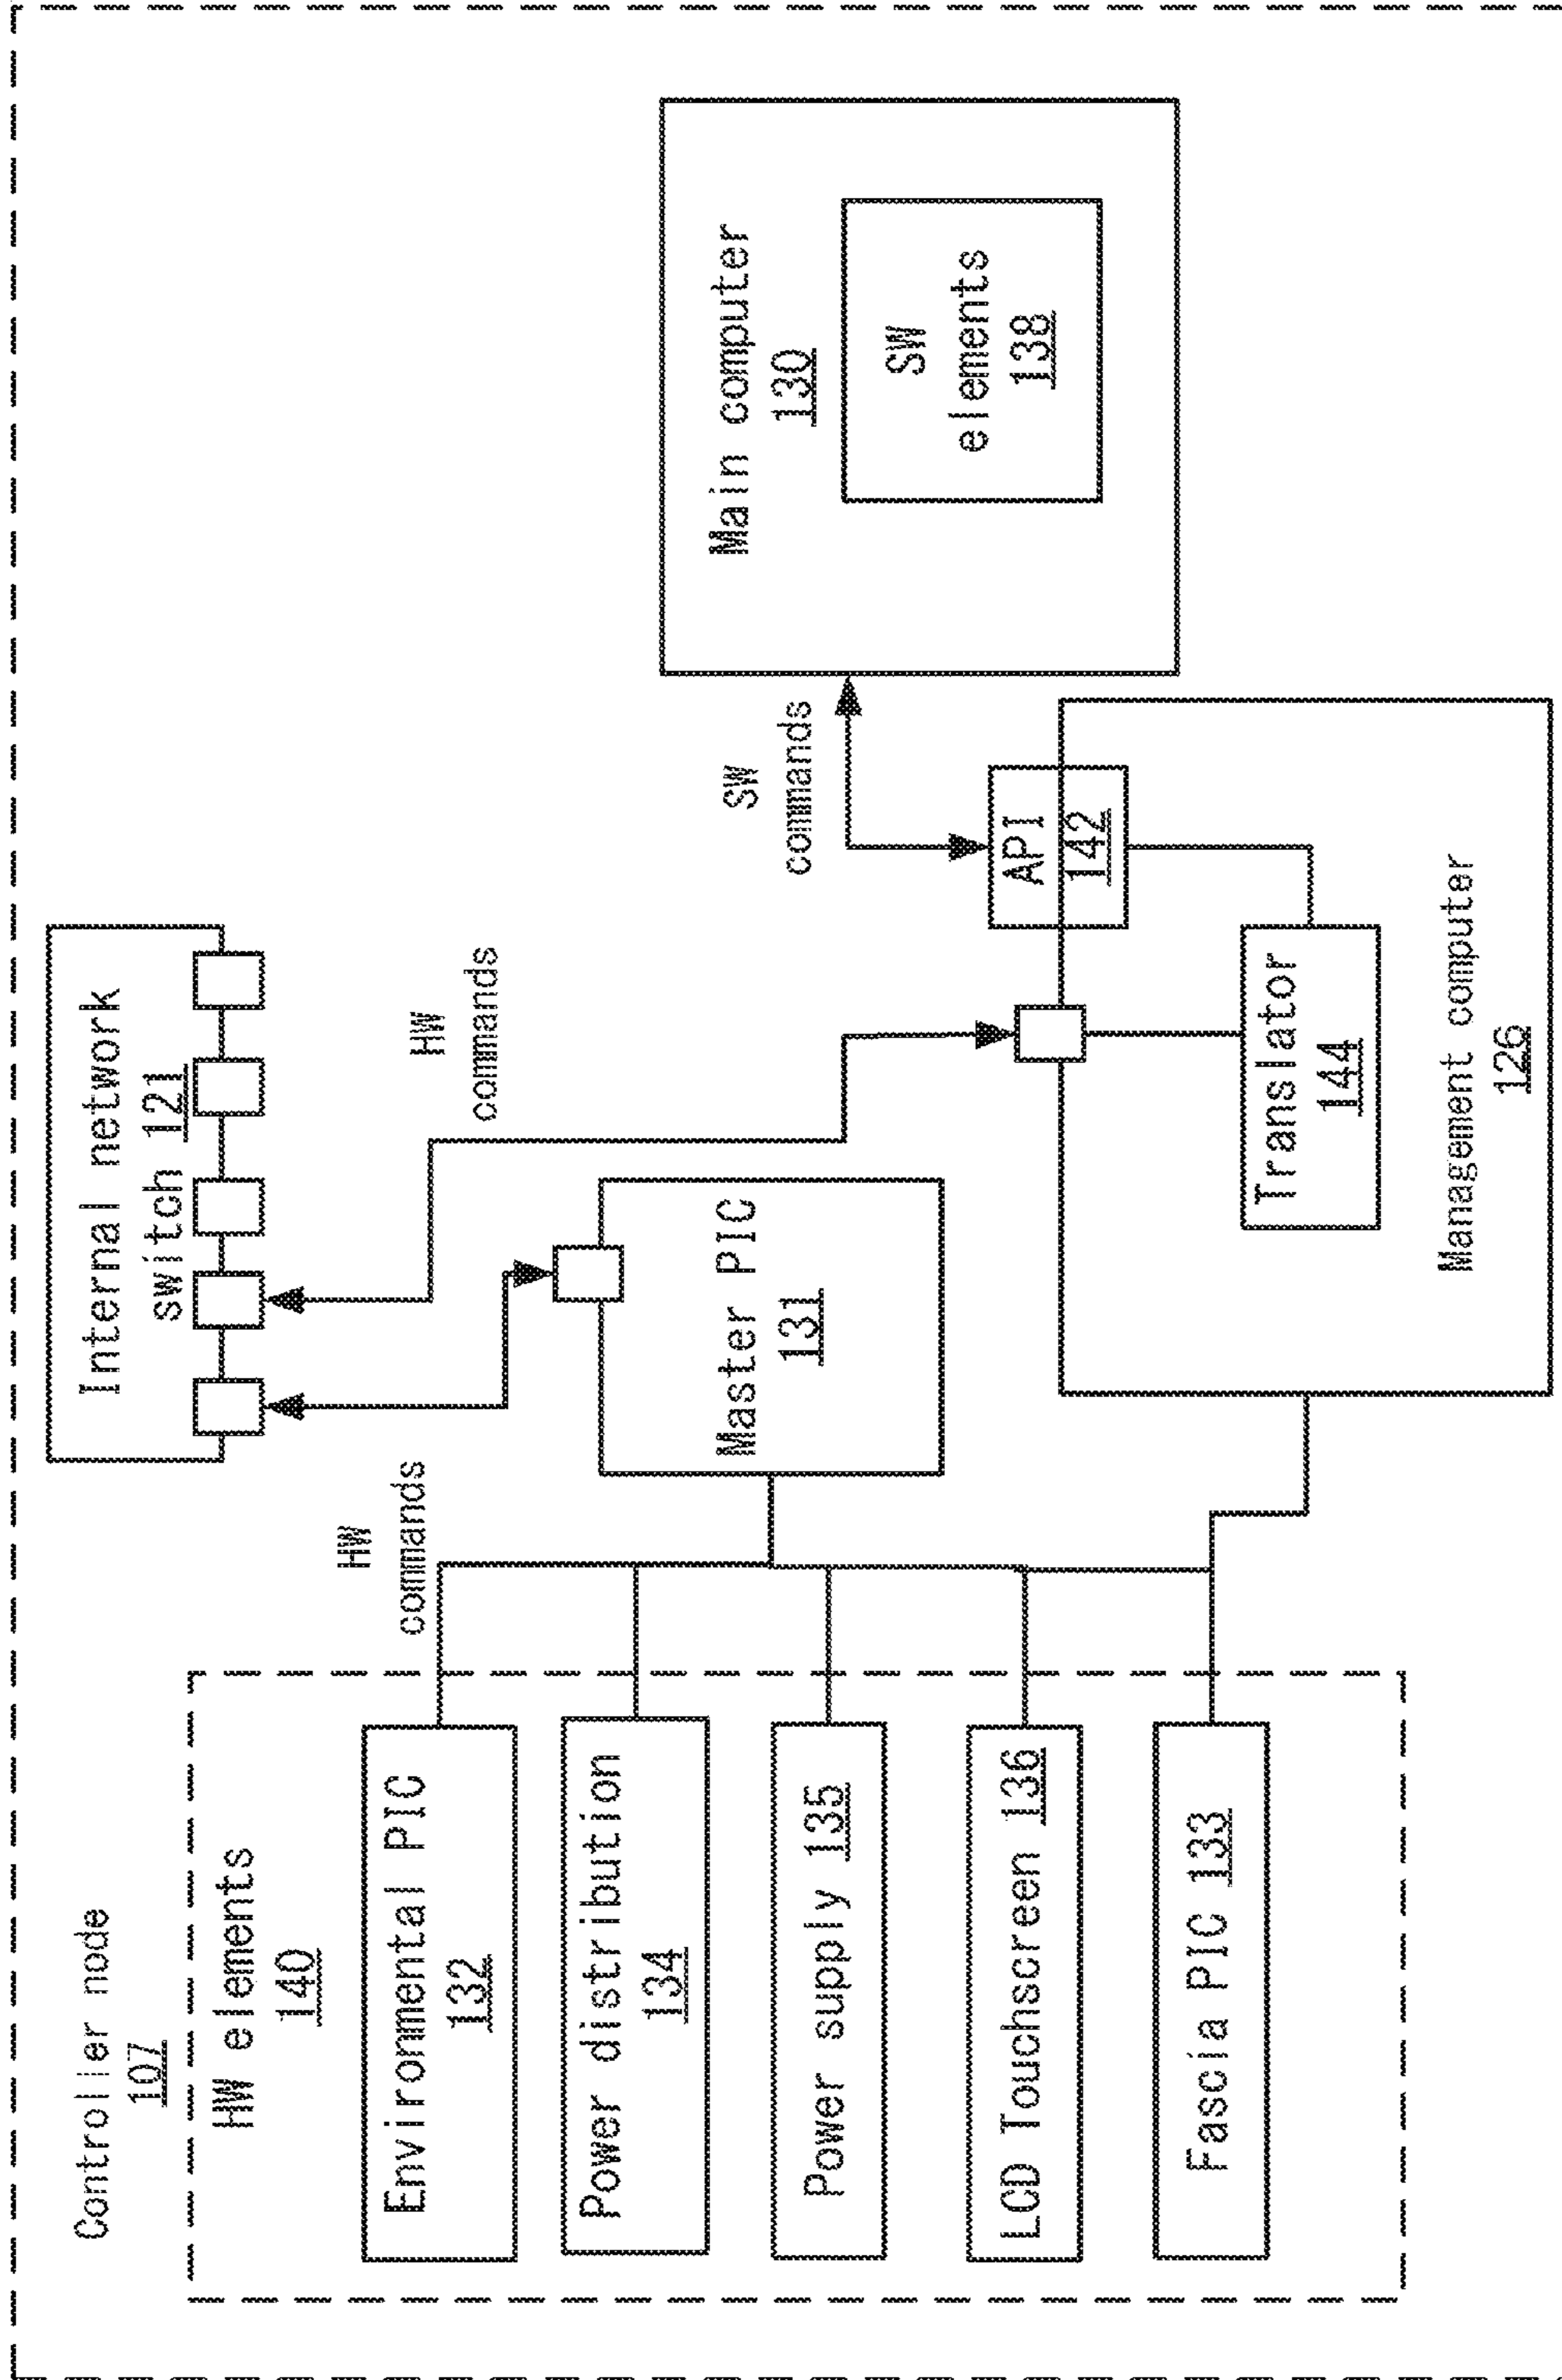 Controller node
107
HW elements
140
Environmental PIC
132
Power distribution
134
Power supply 135
LCD Touchscreen 136
Fascia PIC 133
HW
commands
Internal network
switch 121
HW
commands
Master PIC
131
SW
commands
API
142
Translator
144
Management computer
126
Main computer
130
SW
elements
138